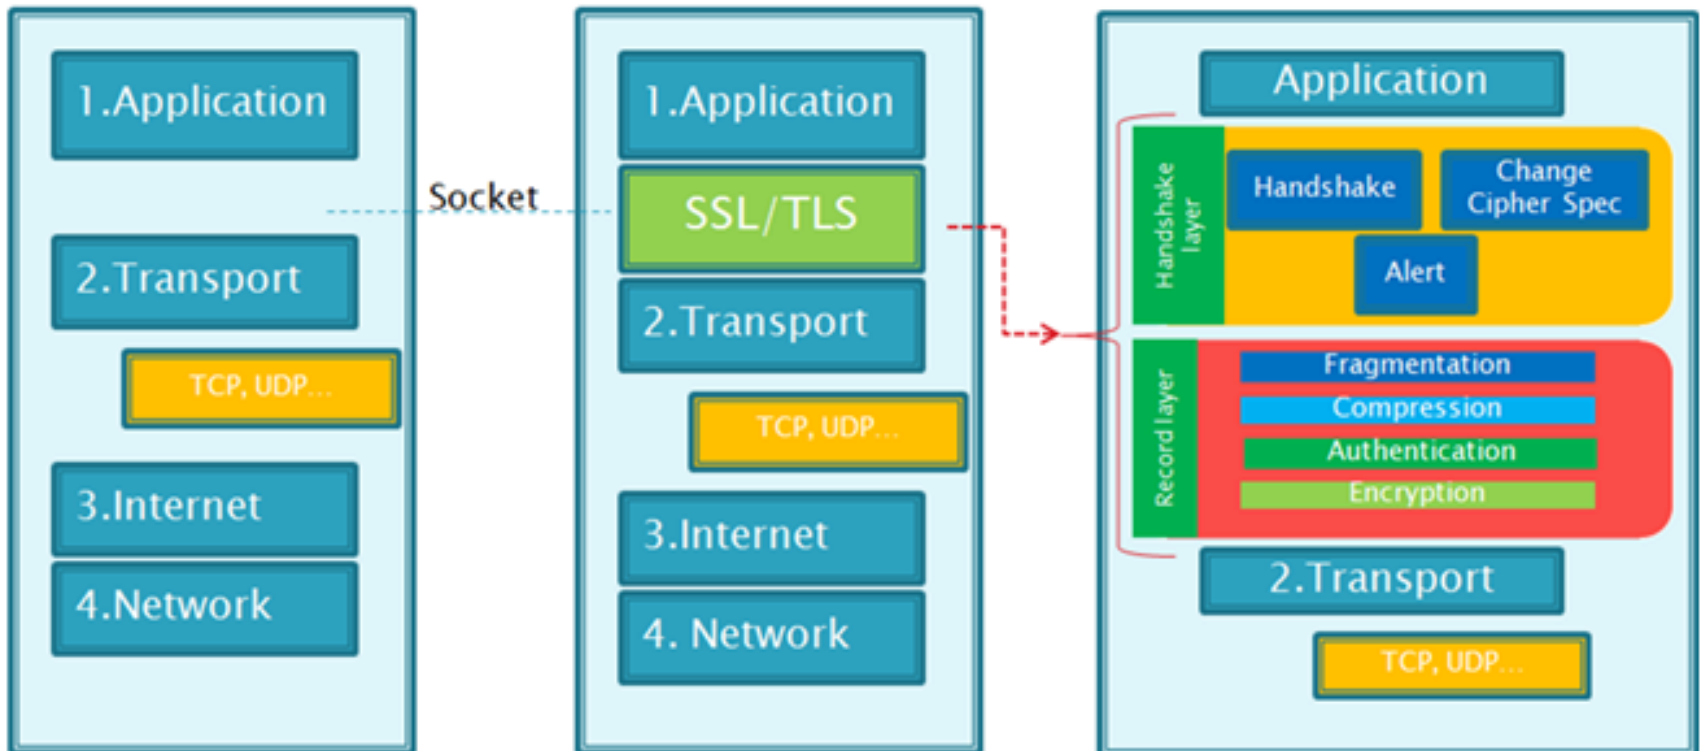 1.Application
Socket
2.Transport
TCP, UDP...
3.Internet
4.Network
1.Application
SSL/TLS
2.Transport
TCP, UDP...
3.Internet
4. Network
Application
Handshake
layer
Handshake
Change
Cipher Spec
Alert
Record layer
Fragmentation
Compression
Authentication
Encryption
2.Transport
TCP, UDP...